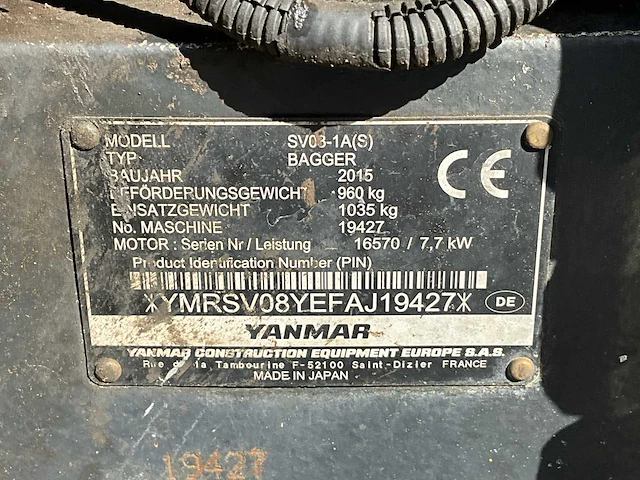 MODELL SV08-1A(S)
TYP BAGGER
BAUJAHR 2015
BEFÖRDERUNGSGEWICHT 960 kg
EINSATZGEWICHT 1035 kg
No. MASCHINE 19427
MOTOR : Serien Nr / Leistung 16570 / 7,7 kW
Product Identification Number (PIN)
*YMRSV08YEFAJ19427*
DE
CE
YANMAR
YANMAR CONSTRUCTION EQUIPMENT EUROPE S.A.S.
Rue de la Tambourine F-52100 Saint-Dizier FRANCE
MADE IN JAPAN
19427